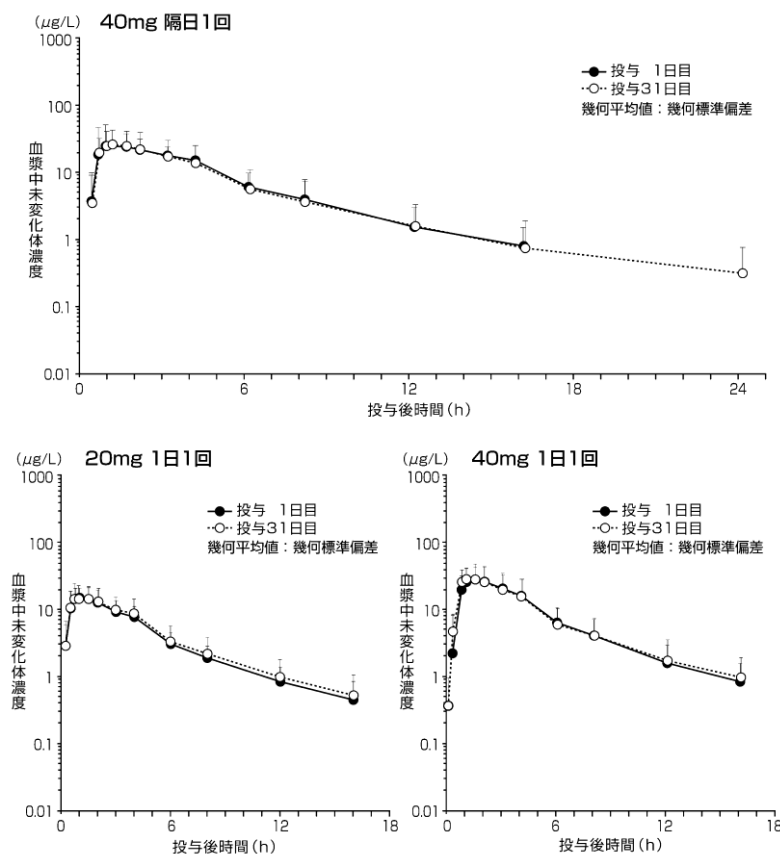 (μg/L) 40mg 隔日1回
1000
100
10
1
0.1
0.01
血漿中未変化体濃度
投与 1日目
投与31日目
幾何平均値：幾何標準偏差
0 6 12 18 24
投与後時間(h)
(μg/L) 20mg 1日1回
1000
100
10
1
0.1
0.01
血漿中未変化体濃度
投与 1日目
投与31日目
幾何平均値：幾何標準偏差
0 6 12 18
投与後時間(h)
(μg/L) 40mg 1日1回
1000
100
10
1
0.1
0.01
血漿中未変化体濃度
投与 1日目
投与31日目
幾何平均値：幾何標準偏差
0 6 12 18
投与後時間(h)